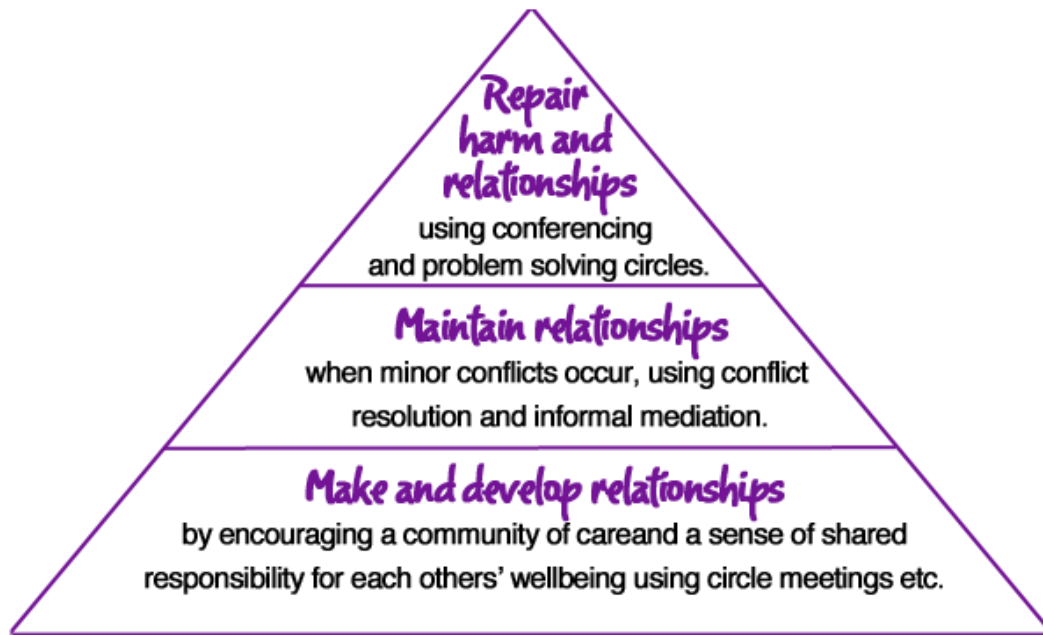 Repair
harm and
relationships
using conferencing
and problem solving circles.
Maintain relationships
when minor conflicts occur, using conflict
resolution and informal mediation.
Make and develop relationships
by encouraging a community of careand a sense of shared
responsibility for each others’ wellbeing using circle meetings etc.